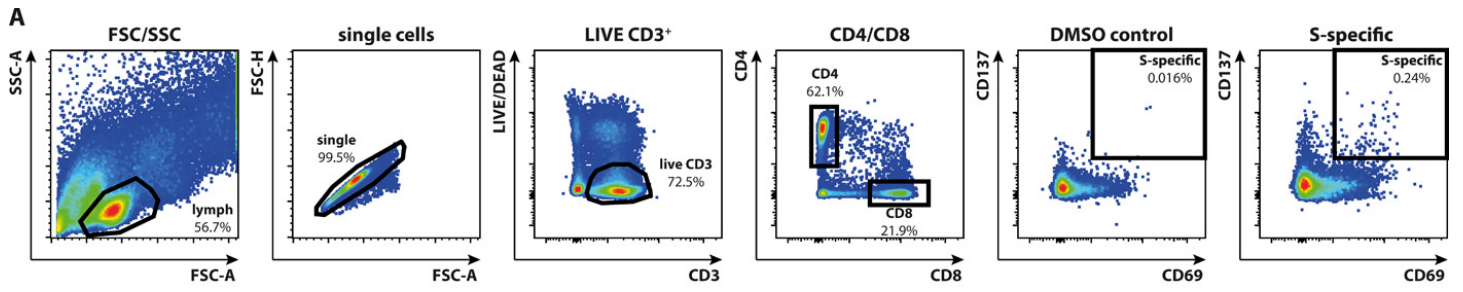 A
FSC/SSC
SSC-A
lymph
56.7%
FSC-A
single cells
FSC-H
single
99.5%
FSC-A
LIVE CD3⁺
LIVE/DEAD
live CD3
72.5%
CD3
CD4/CD8
CD4
CD4
62.1%
CD8
21.9%
CD8
DMSO control
CD137
S-specific
0.016%
CD69
S-specific
CD137
S-specific
0.24%
CD69